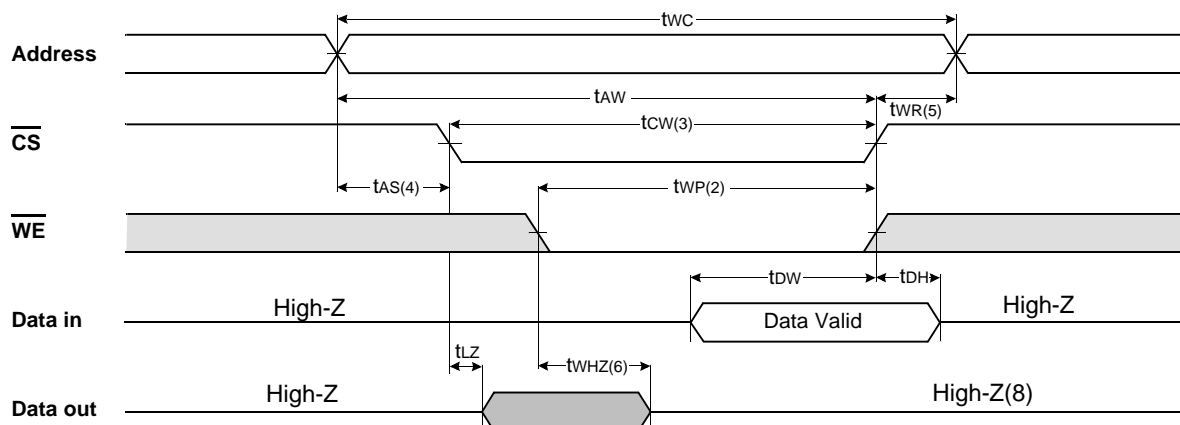 tWC
Address
tAW
tWR(5)
tCW(3)
CS
tAS(4)
tWP(2)
WE
tDW
tDH
High-Z
High-Z
Data in
Data Valid
tLZ
tWHZ(6)
High-Z
High-Z(8)
Data out